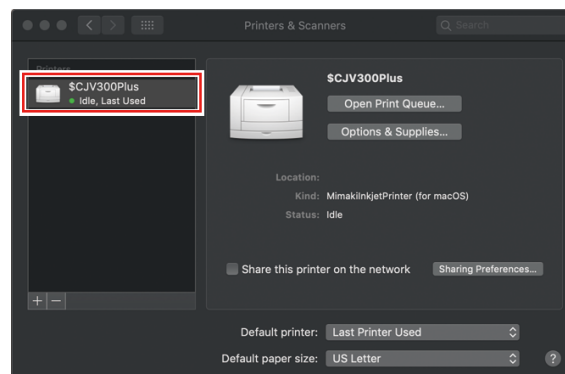 Printers & Scanners
Search
Printers
$CJV300Plus
Idle, Last Used
$CJV300Plus
Open Print Queue...
Options & Supplies...
Location:
Kind: MimakiInkjetPrinter (for macOS)
Status: Idle
Share this printer on the network
Sharing Preferences...
+ −
Default printer: Last Printer Used
Default paper size: US Letter
?